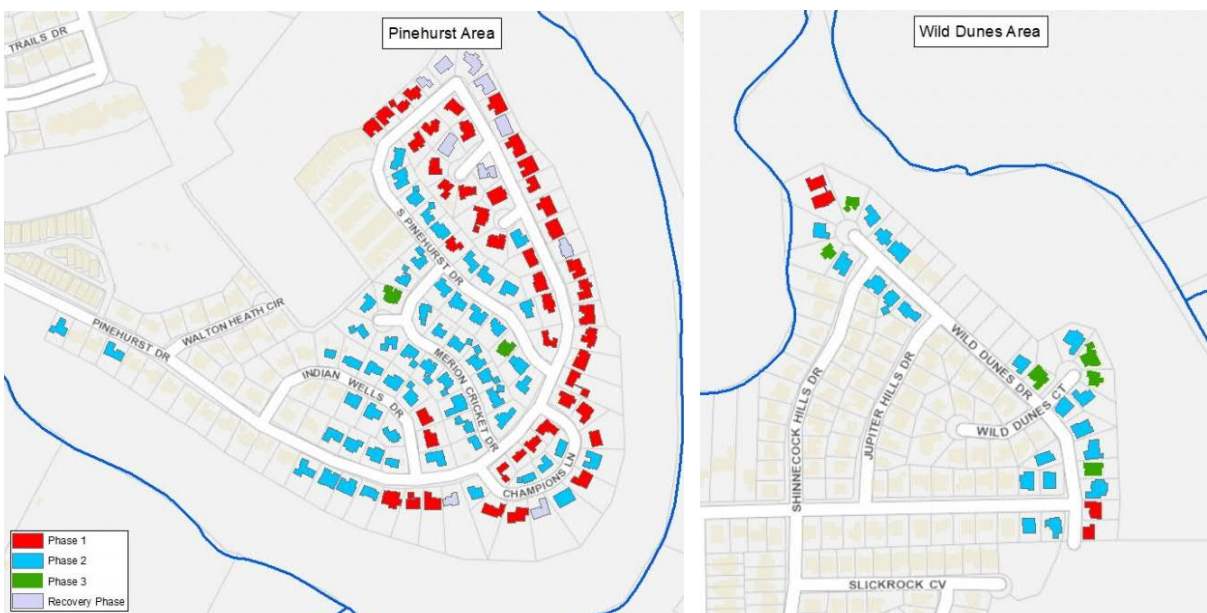 Pinehurst Area
TRAILS DR
S PINEHURST DR
WALTON HEATH CIR
PINEHURST DR
INDIAN WELLS DR
MERION CRICKET DR
CHAMPIONS LN
Phase 1
Phase 2
Phase 3
Recovery Phase
Wild Dunes Area
WILD DUNES DR
SHINNECOCK HILLS DR
JUPITER HILLS DR
WILD DUNES CT
SLICKROCK CV